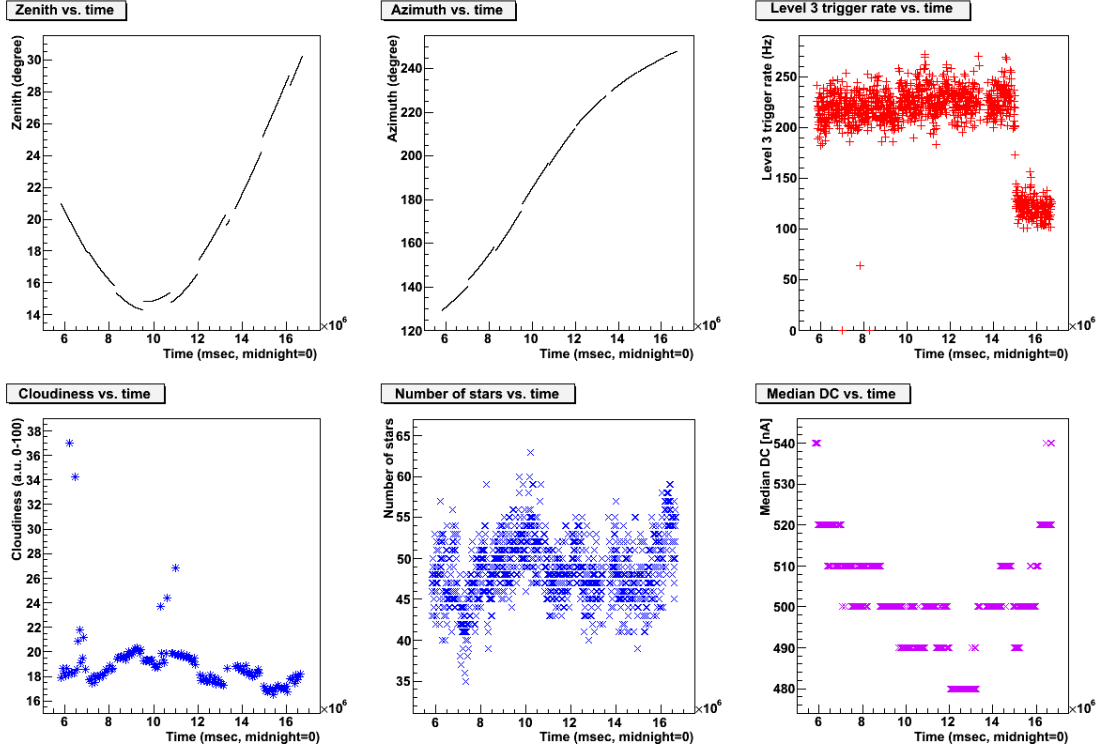 Zenith vs. time
Zenith (degree)
30
28
26
24
22
20
18
16
14
6 8 10 12 14 16
×10⁶
Time (msec, midnight=0)
Azimuth vs. time
Azimuth (degree)
240
220
200
180
160
140
120
6 8 10 12 14 16
×10⁶
Time (msec, midnight=0)
Level 3 trigger rate vs. time
Level 3 trigger rate (Hz)
250
200
150
100
50
0
6 8 10 12 14 16
×10⁶
Time (msec, midnight=0)
Cloudiness vs. time
Cloudiness (a.u. 0-100)
38
36
34
32
30
28
26
24
22
20
18
16
6 8 10 12 14 16
×10⁶
Time (msec, midnight=0)
Number of stars vs. time
Number of stars
65
60
55
50
45
40
35
6 8 10 12 14 16
×10⁶
Time (msec, midnight=0)
Median DC vs. time
Median DC [nA]
540
530
520
510
500
490
480
6 8 10 12 14 16
×10⁶
Time (msec, midnight=0)